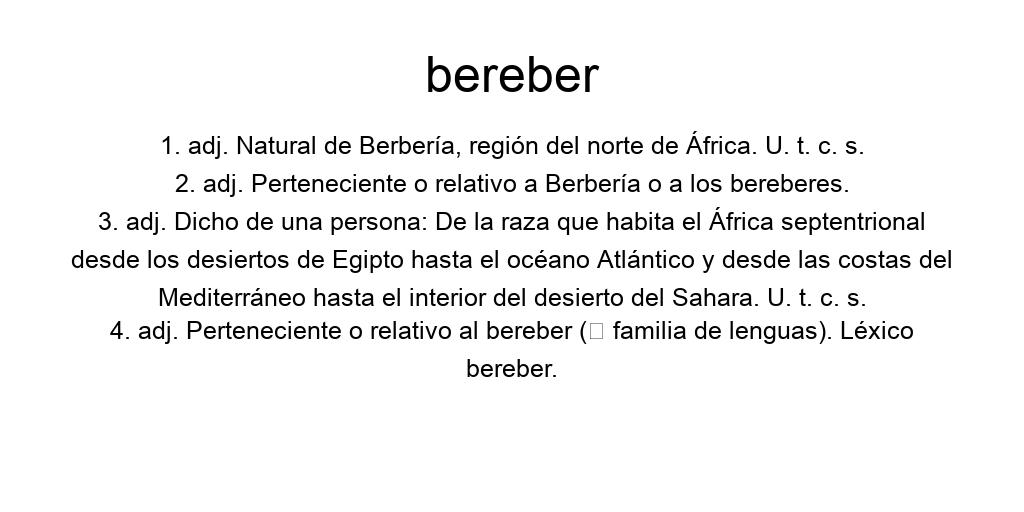 bereber
1. adj. Natural de Berbería, región del norte de África. U. t. c. s.
2. adj. Perteneciente o relativo a Berbería o a los bereberes.
3. adj. Dicho de una persona: De la raza que habita el África septentrional
desde los desiertos de Egipto hasta el océano Atlántico y desde las costas del
Mediterráneo hasta el interior del desierto del Sahara. U. t. c. s.
4. adj. Perteneciente o relativo al bereber (□ familia de lenguas). Léxico
bereber.